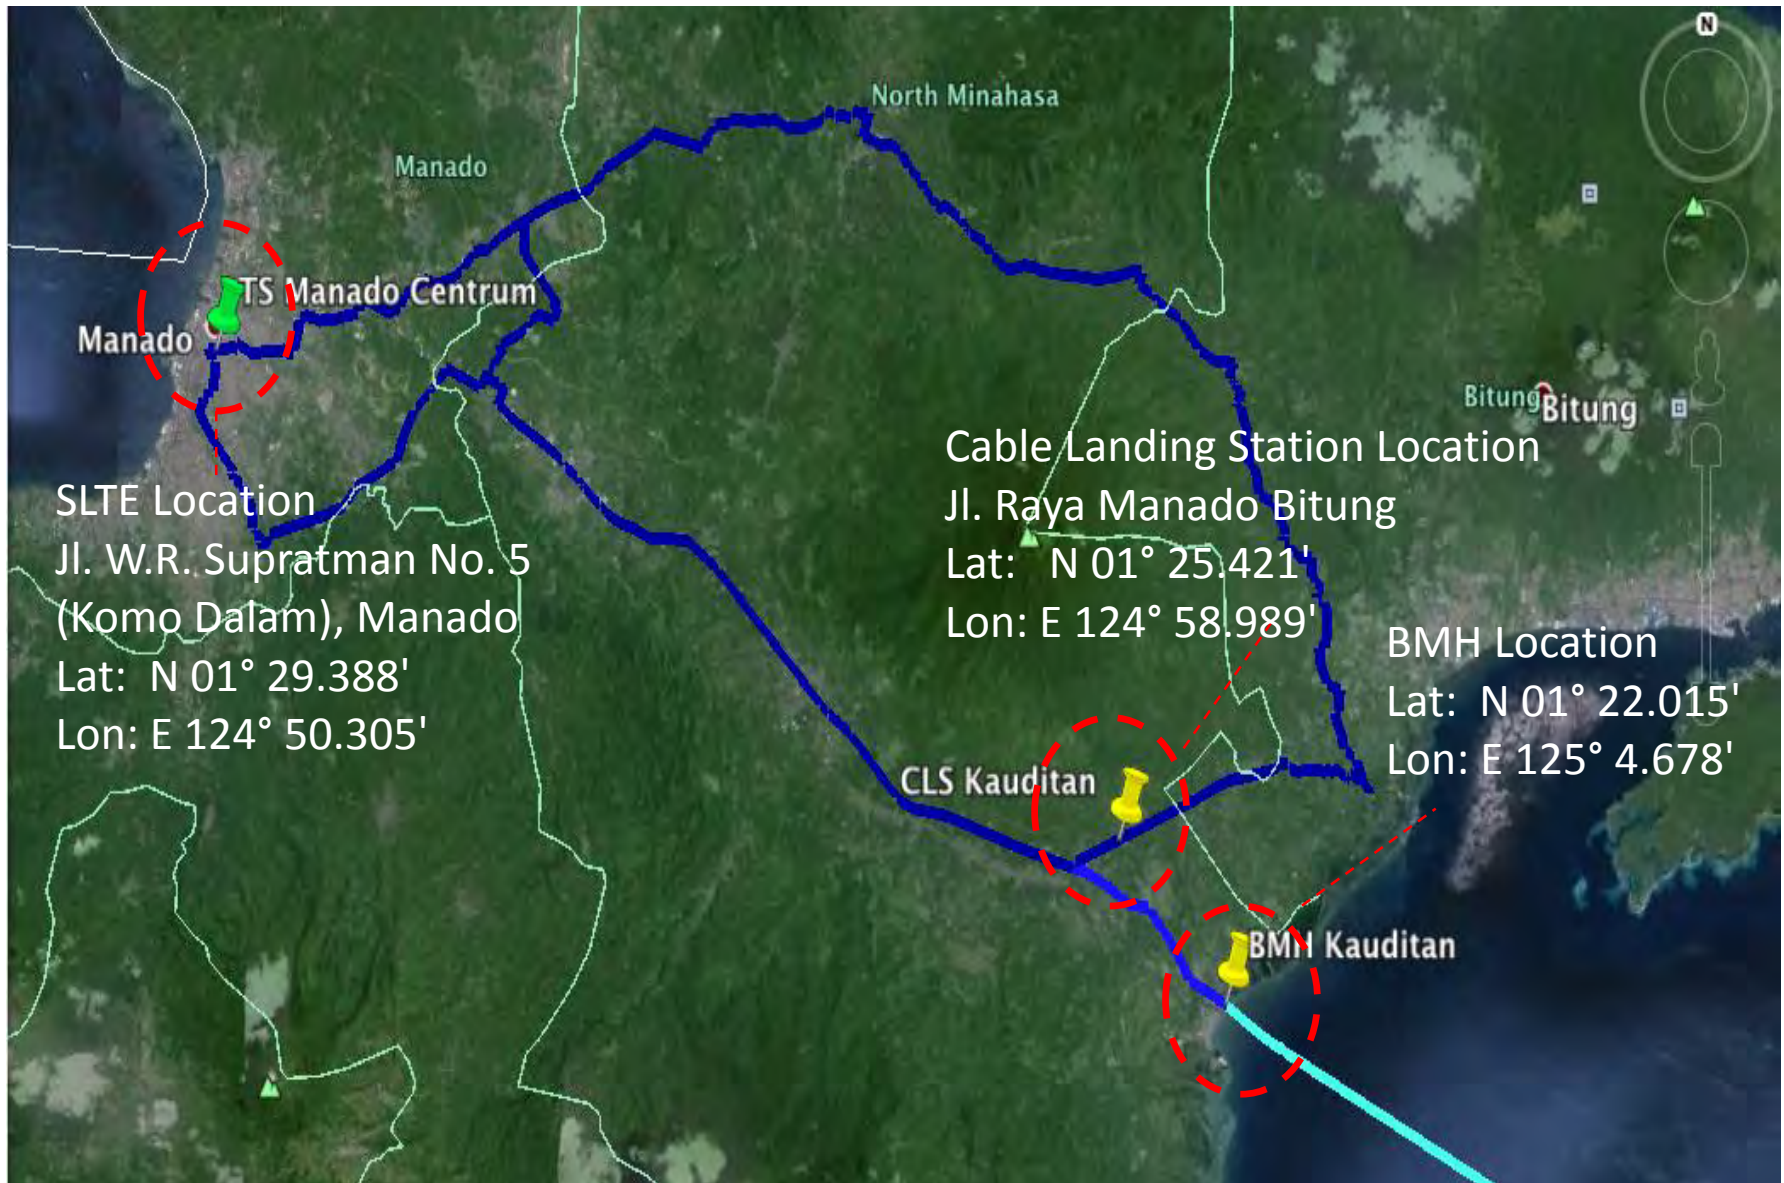 N
North Minahasa
Manado
TS Manado Centrum
Manado
Bitung
Bitung
Cable Landing Station Location
Jl. Raya Manado Bitung
Lat: N 01° 25.421'
Lon: E 124° 58.989'
SLTE Location
Jl. W.R. Supratman No. 5
(Komo Dalam), Manado
Lat: N 01° 29.388'
Lon: E 124° 50.305'
BMH Location
Lat: N 01° 22.015'
Lon: E 125° 4.678'
CLS Kauditan
BMH Kauditan